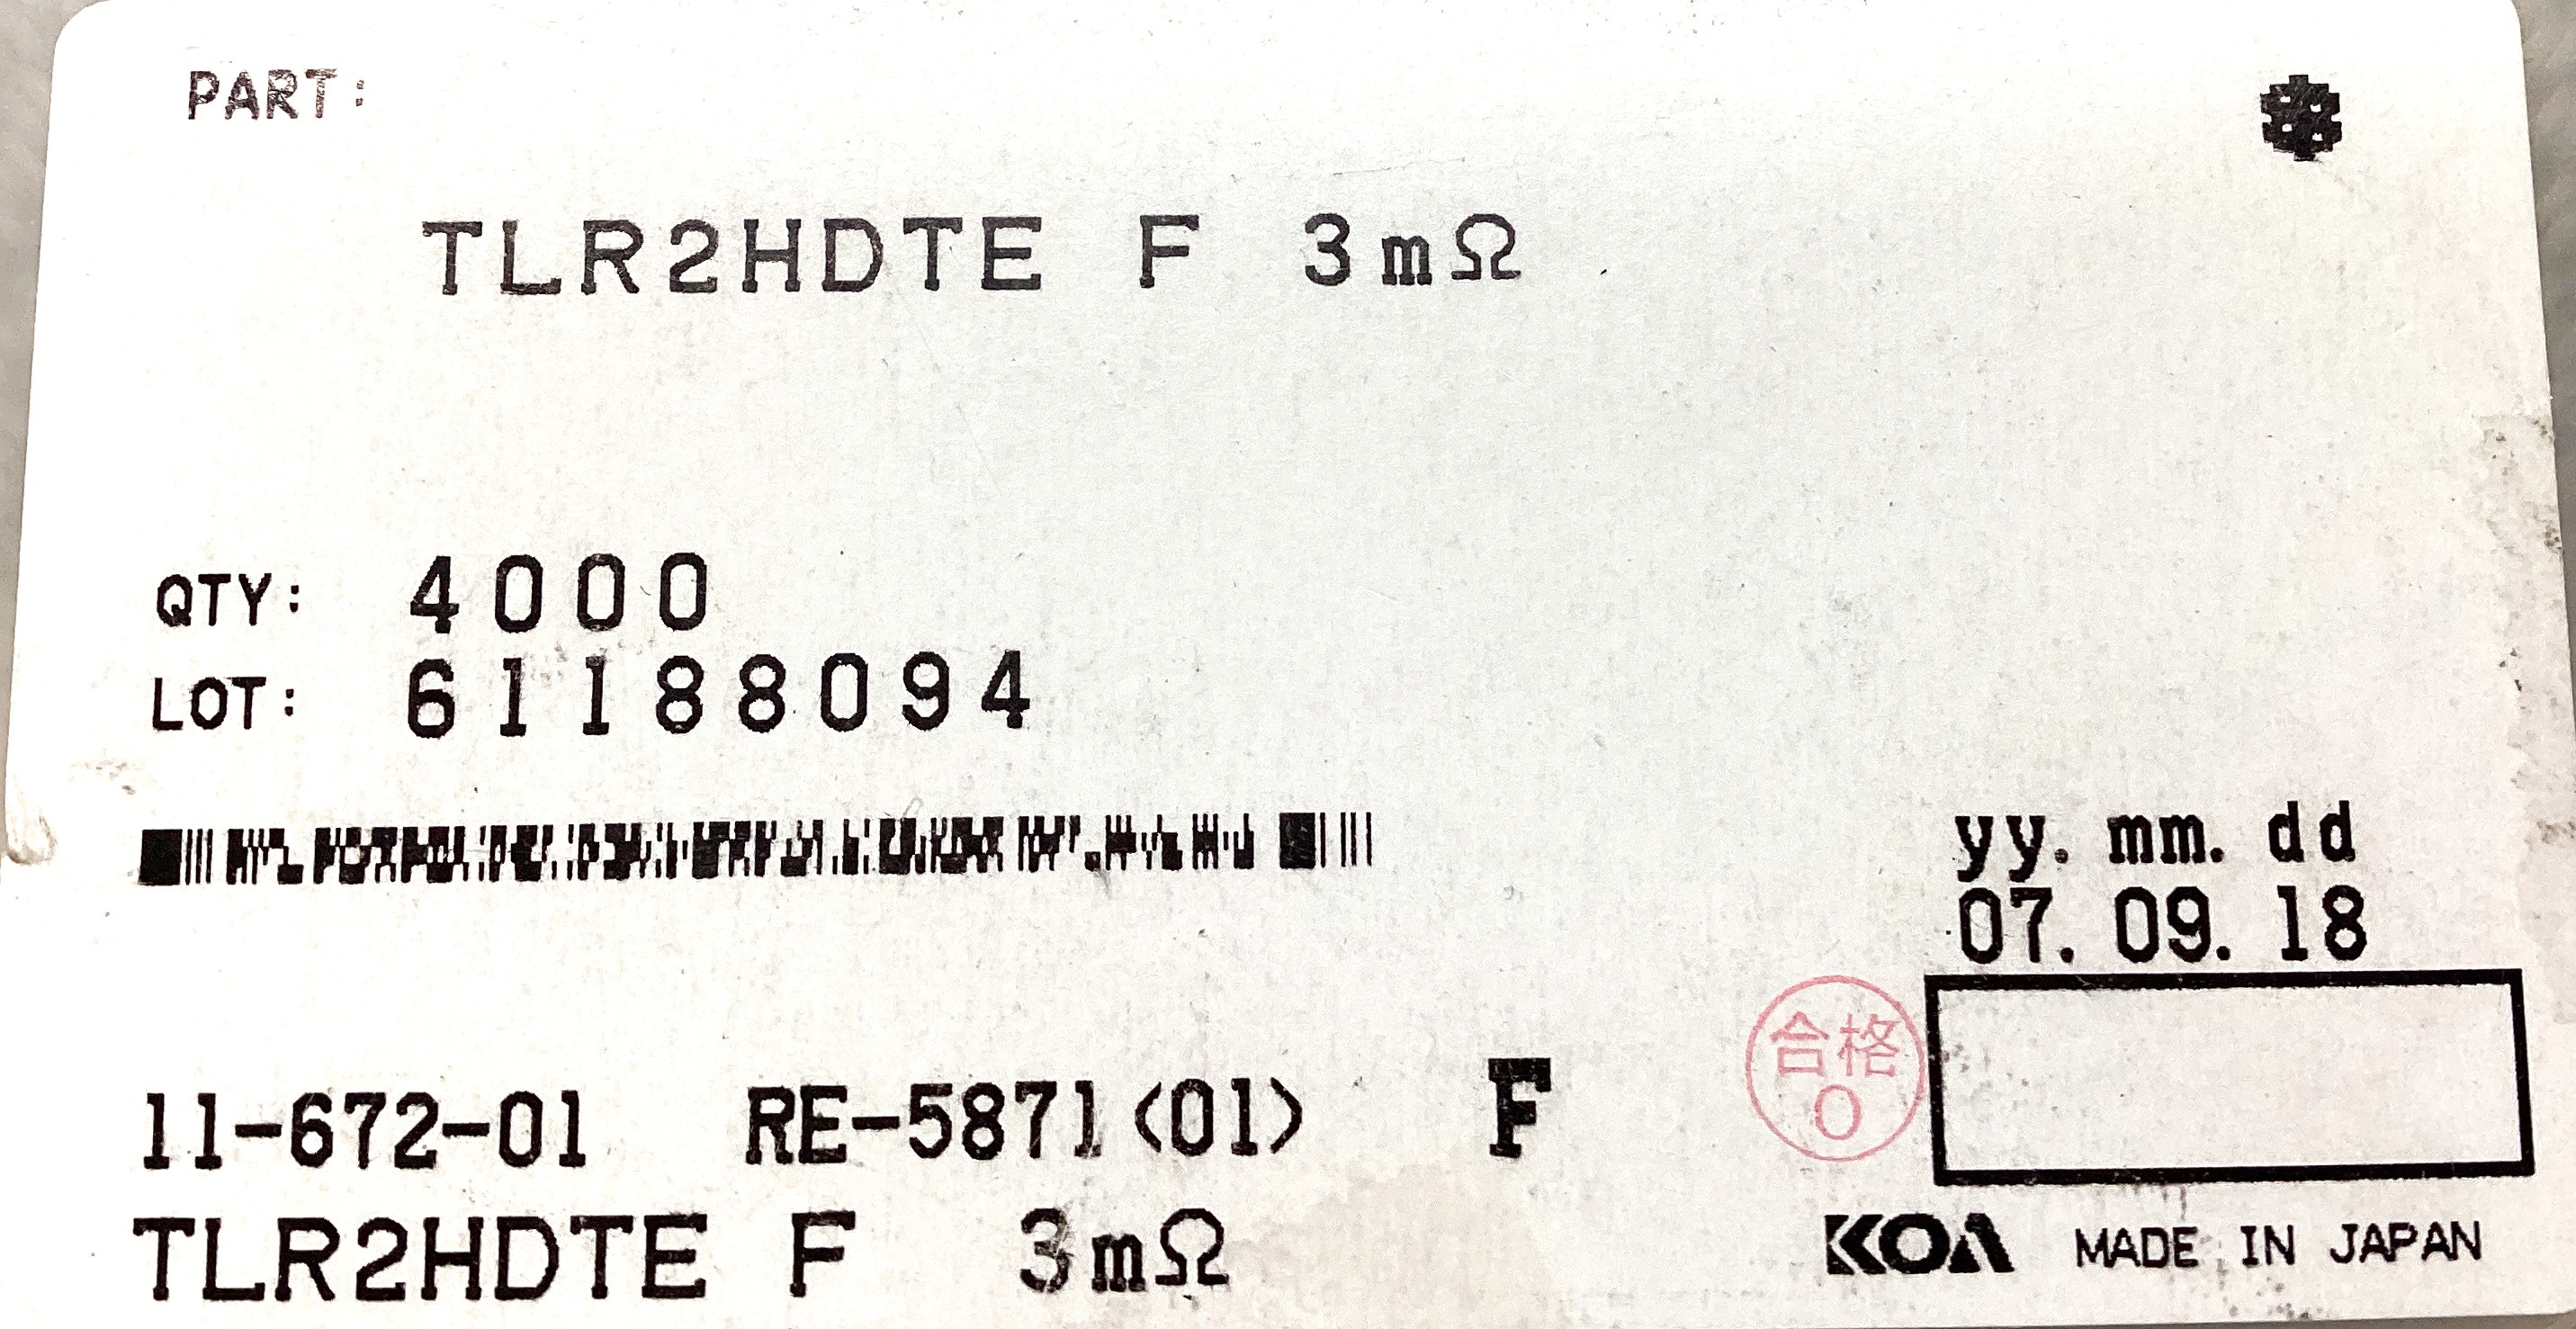 PART:
TLR2HDTE F 3mΩ
QTY: 4000
LOT: 61188094
yy. mm. dd
07. 09. 18
合格
0
11-672-01 RE-5871(01) F
TLR2HDTE F 3mΩ
KOA MADE IN JAPAN